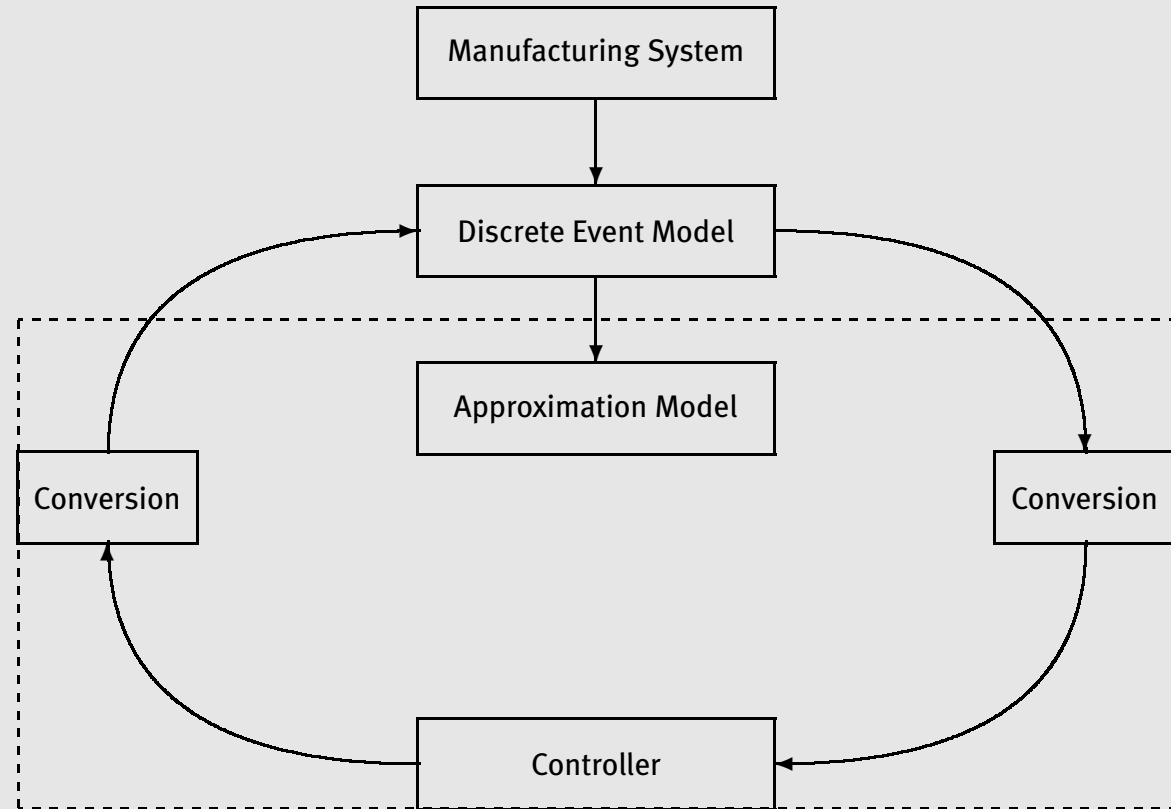 Manufacturing System
Discrete Event Model
Approximation Model
Conversion
Conversion
Controller